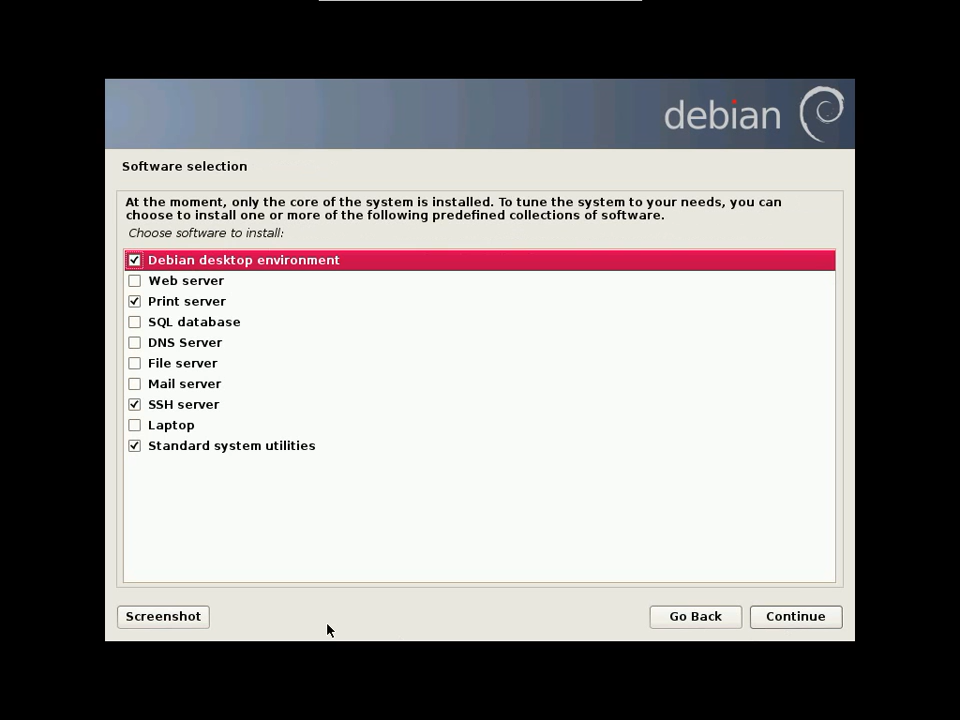 debian
Software selection
At the moment, only the core of the system is installed. To tune the system to your needs, you can
choose to install one or more of the following predefined collections of software.
Choose software to install:
Debian desktop environment
Web server
Print server
SQL database
DNS Server
File server
Mail server
SSH server
Laptop
Standard system utilities
Screenshot
Go Back
Continue